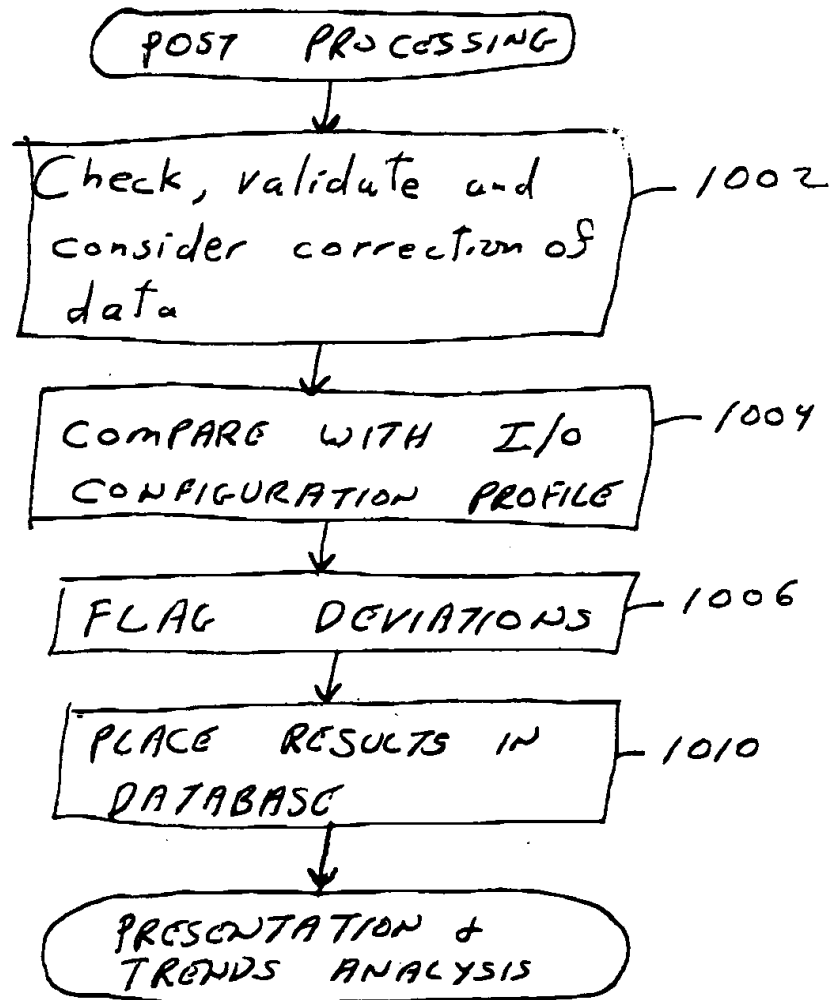 POST PROCESSING
Check, validate and
consider correction of
data
1002
COMPARE WITH I/O
CONFIGURATION PROFILE
1004
FLAG DEVIATIONS
1006
PLACE RESULTS IN
DATABASE
1010
PRESENTATION &
TRENDS ANALYSIS